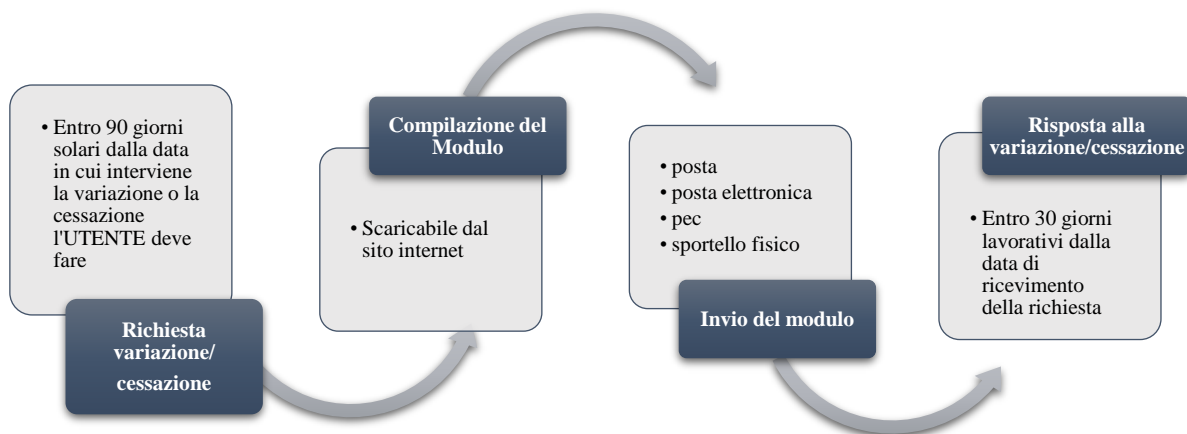 • Entro 90 giorni
solari dalla data
in cui interviene
la variazione o la
cessazione
l'UTENTE deve
fare
Richiesta
variazione/
cessazione
Compilazione del
Modulo
• Scaricabile dal
sito internet
• posta
• posta elettronica
• pec
• sportello fisico
Invio del modulo
Risposta alla
variazione/cessazione
• Entro 30 giorni
lavorativi dalla
data di
ricevimento
della richiesta